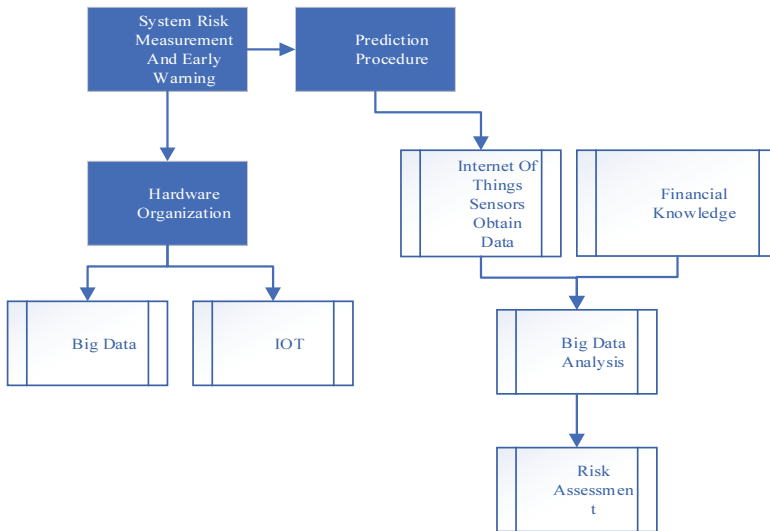 System Risk
Measurement
And Early
Warning
Prediction
Procedure
Hardware
Organization
Internet Of
Things
Sensors
Obtain
Data
Financial
Knowledge
Big Data
IOT
Big Data
Analysis
Risk
Assessmen
t